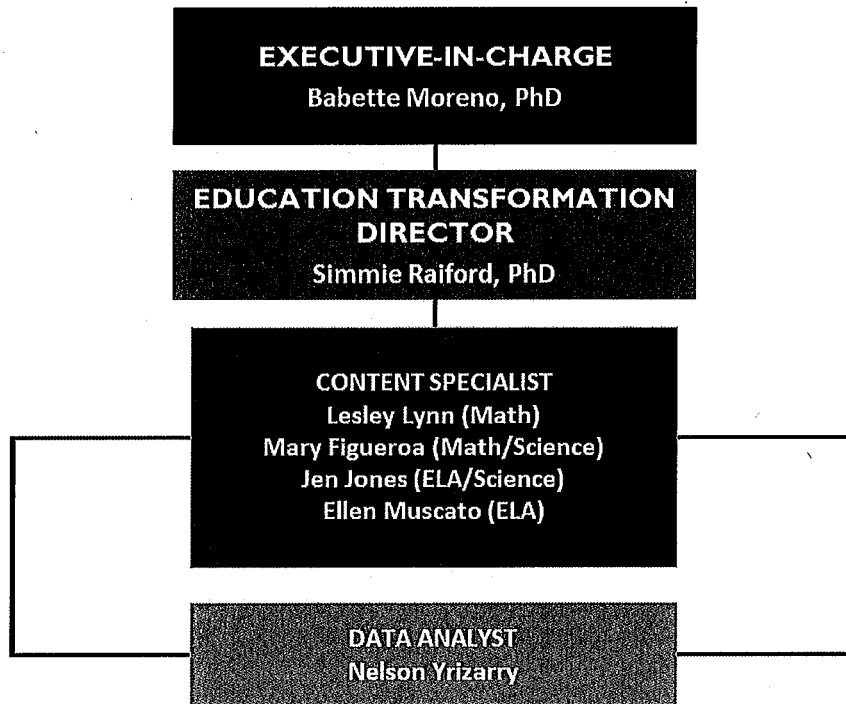 EXECUTIVE-IN-CHARGE
Babette Moreno, PhD
EDUCATION TRANSFORMATION
DIRECTOR
Simmie Raiford, PhD
CONTENT SPECIALIST
Lesley Lynn (Math)
Mary Figueroa (Math/Science)
Jen Jones (ELA/Science)
Ellen Muscato (ELA)
DATA ANALYST
Nelson Yrizarry